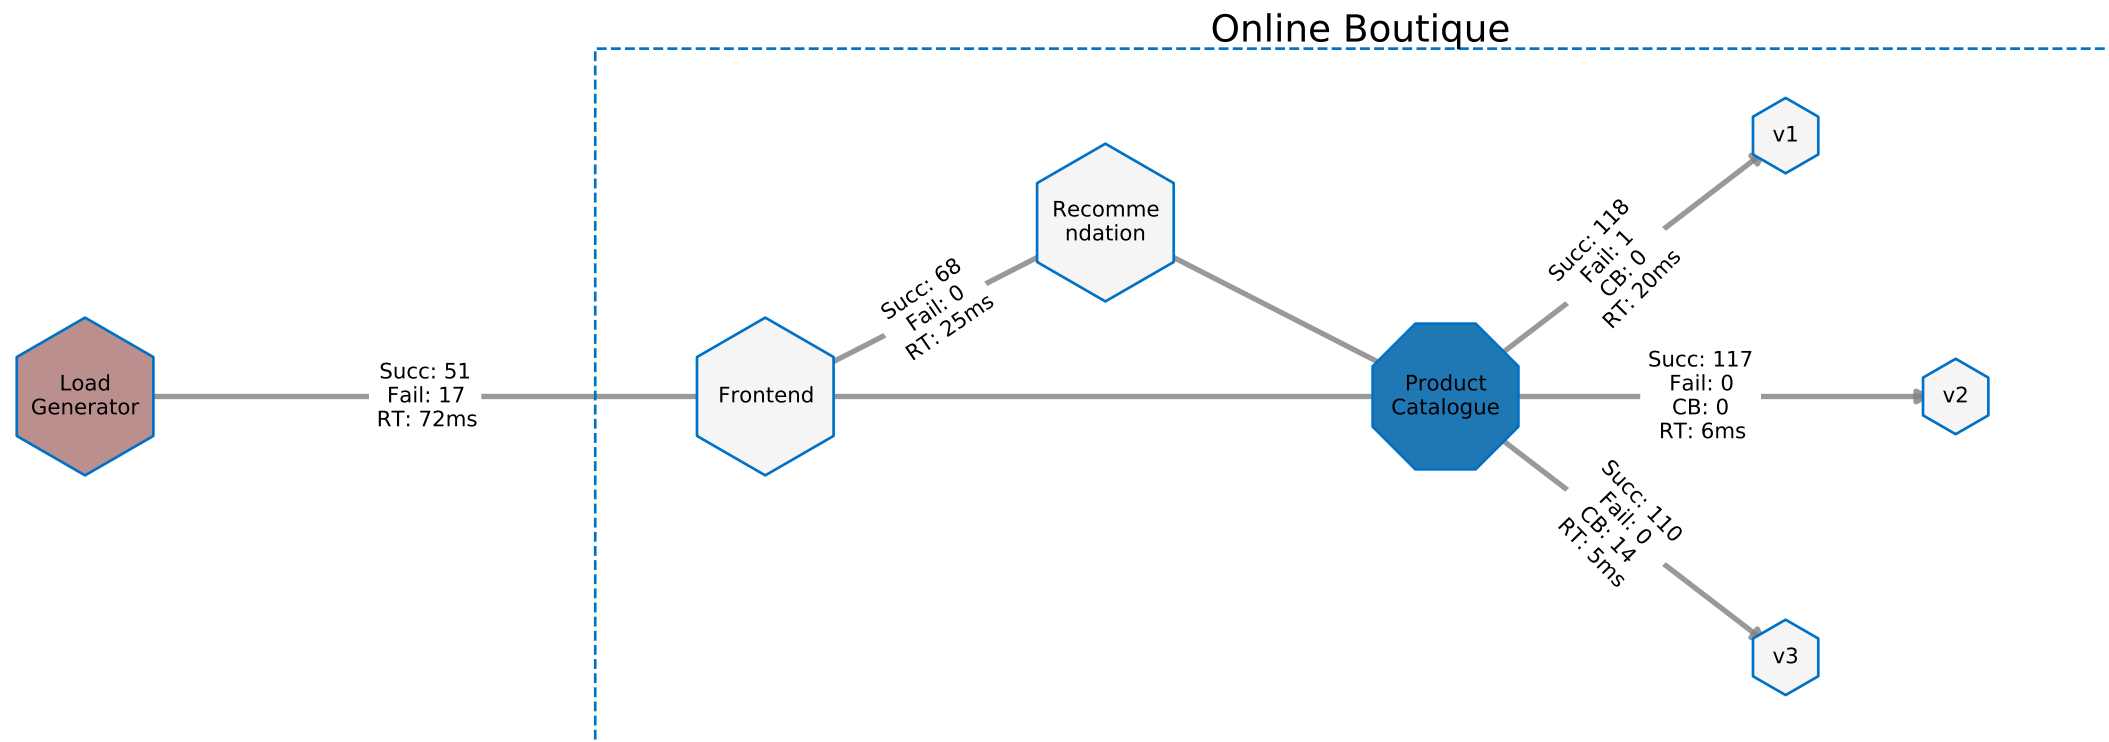 Online Boutique
Load
Generator
Succ: 51
Fail: 17
RT: 72ms
Frontend
Succ: 68
Fail: 0
RT: 25ms
Recomme
ndation
Product
Catalogue
Succ: 118
Fail: 1
CB: 0
RT: 20ms
v1
Succ: 117
Fail: 0
CB: 0
RT: 6ms
v2
Succ: 110
Fail: 0
CB: 14
RT: 5ms
v3